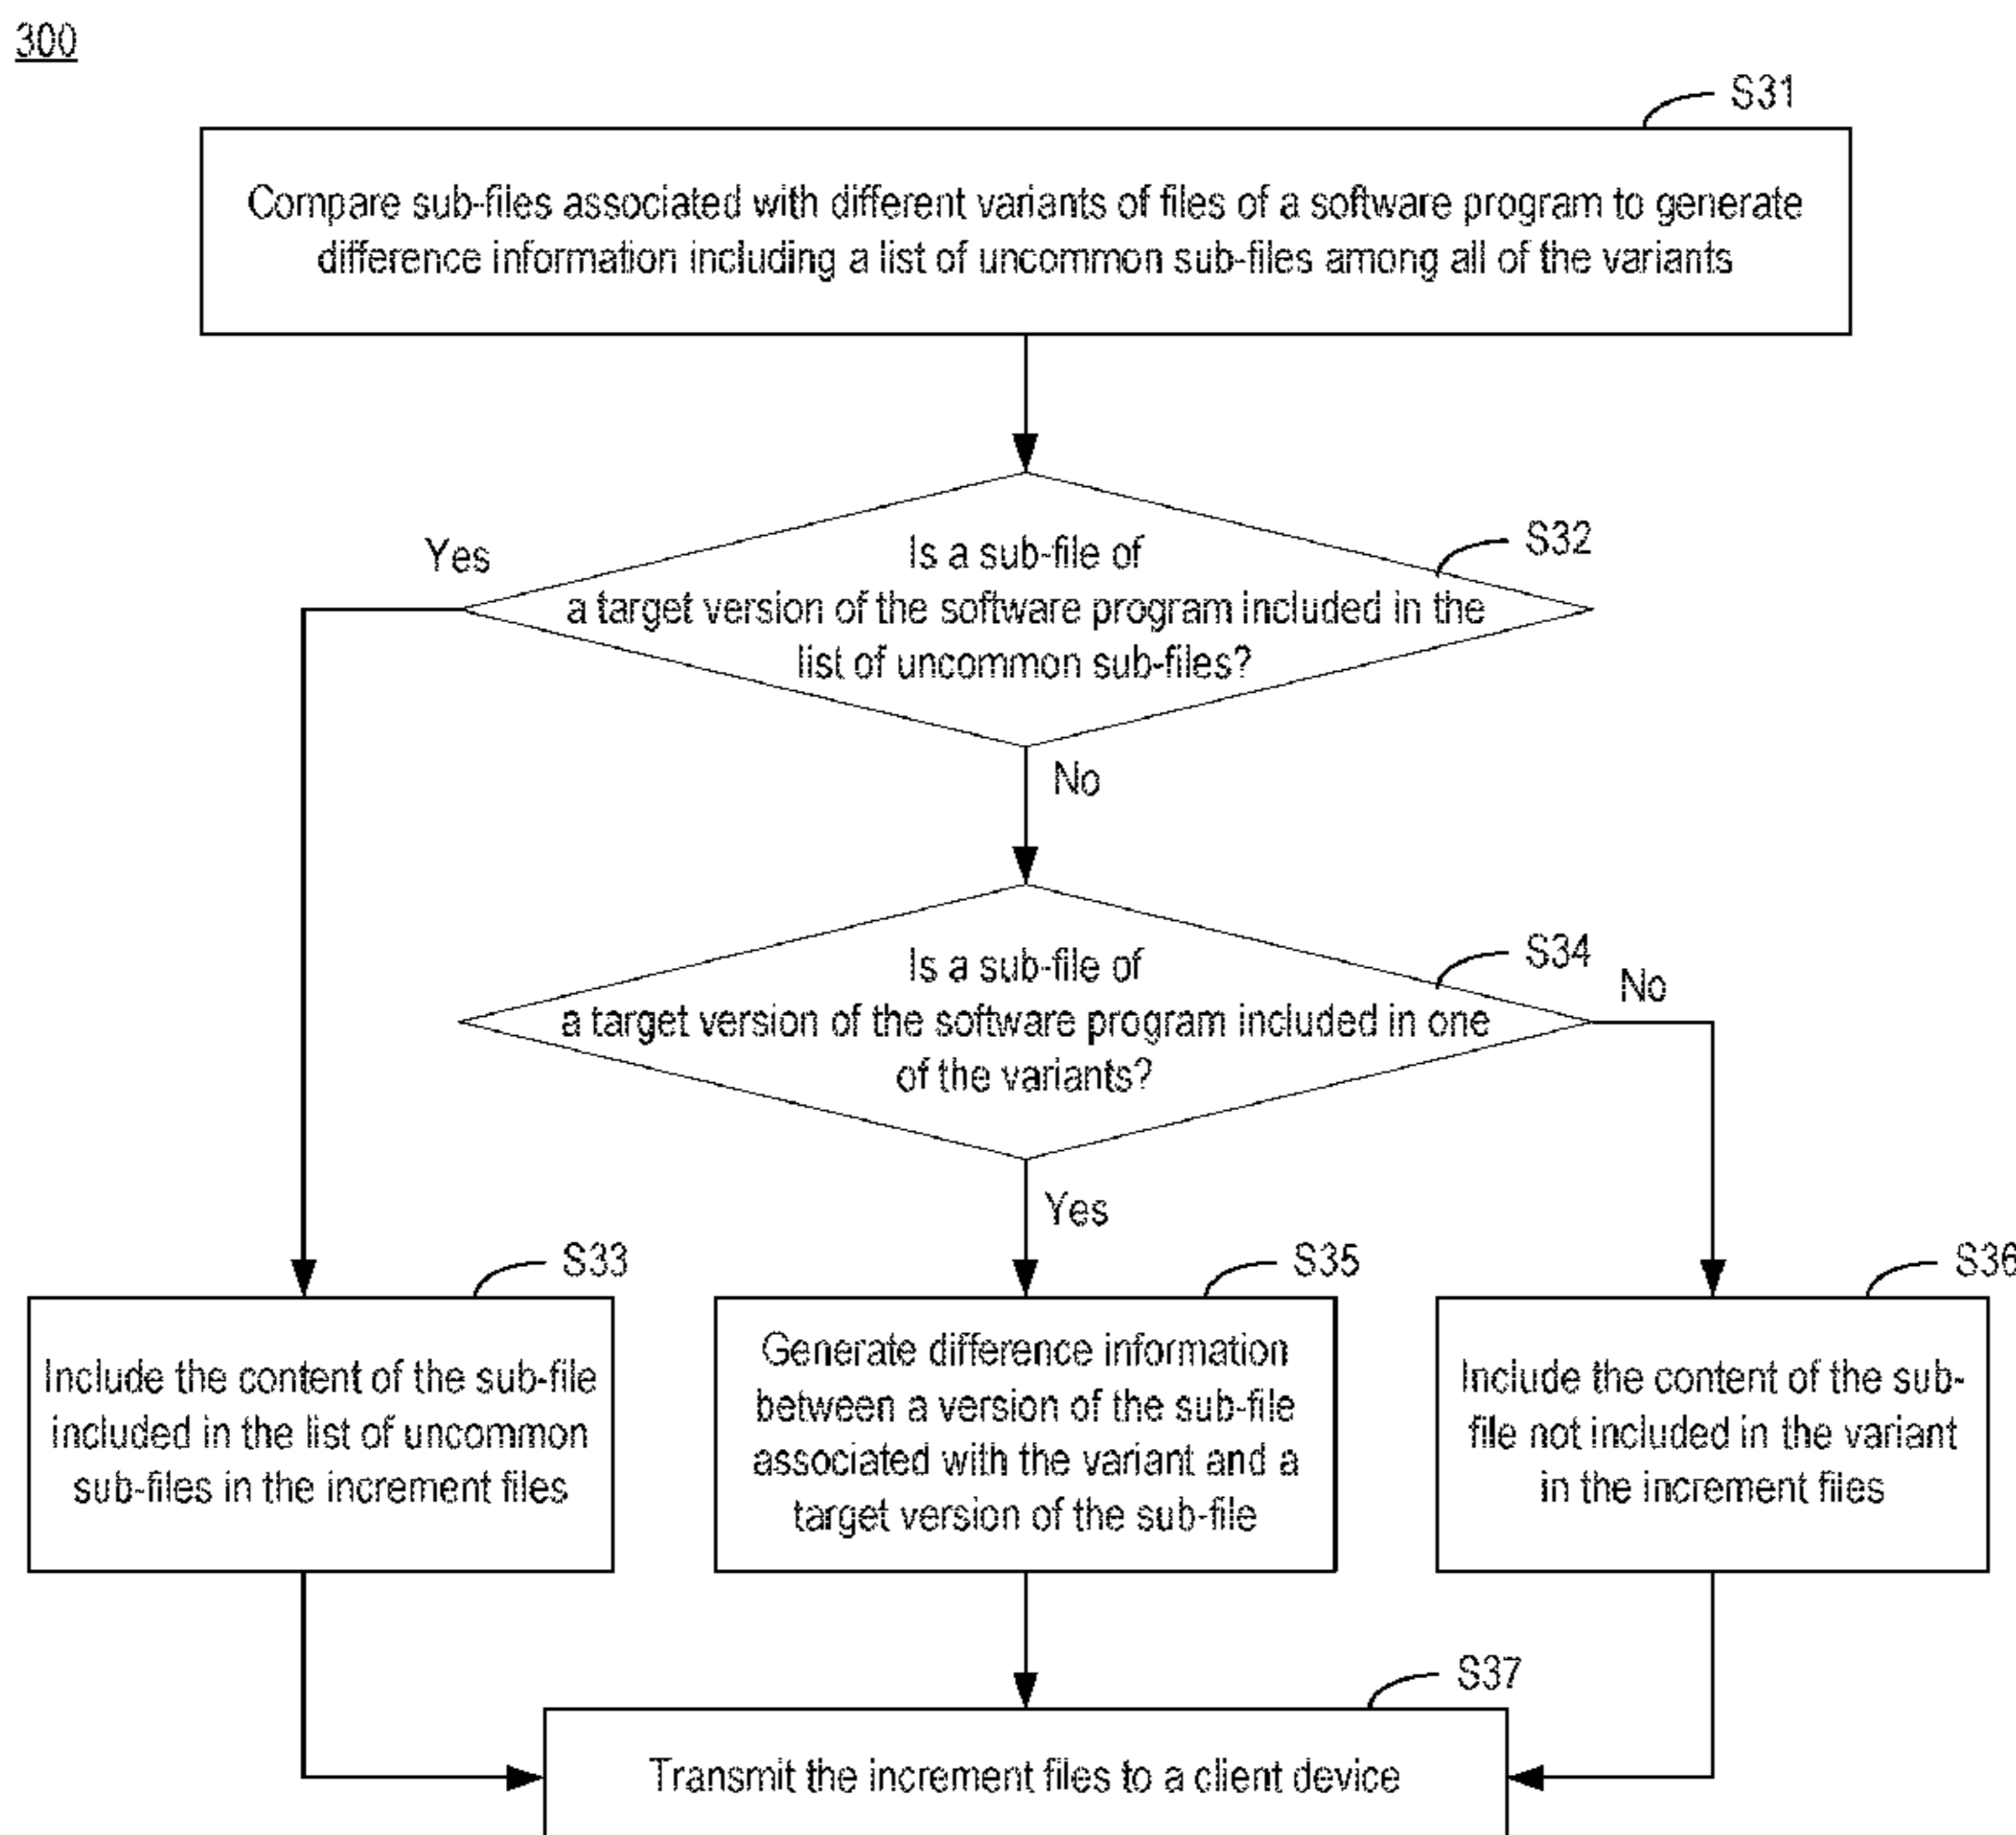 300
S31
Compare sub-files associated with different variants of files of a software program to generate
difference information including a list of uncommon sub-files among all of the variants
S32
Yes
Is a sub-file of
a target version of the software program included in the
list of uncommon sub-files?
No
S34
No
Is a sub-file of
a target version of the software program included in one
of the variants?
Yes
S33
Include the content of the sub-file
included in the list of uncommon
sub-files in the increment files
S35
Generate difference information
between a version of the sub-file
associated with the variant and a
target version of the sub-file
S36
Include the content of the sub-
file not included in the variant
in the increment files
S37
Transmit the increment files to a client device